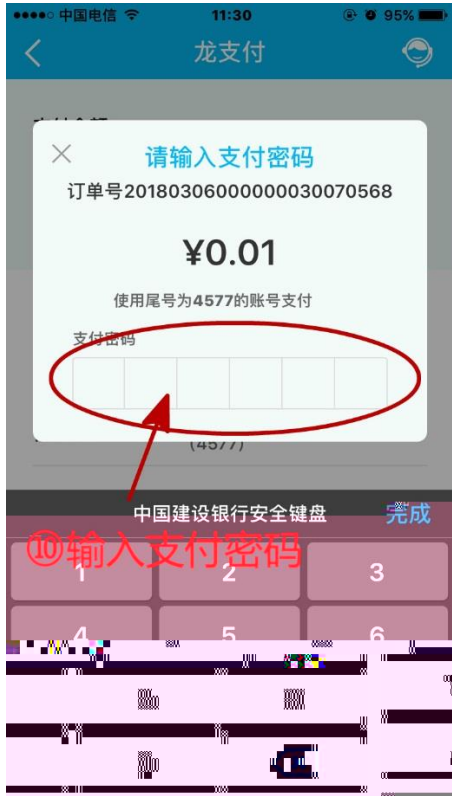 中国电信 11:30 95%
龙支付
请输入支付密码
订单号20180306000000030070568
¥0.01
使用尾号为4577的账号支付
支付密码
(4577)
中国建设银行安全键盘 完成
⑩输入支付密码
1 2 3
4 5 6